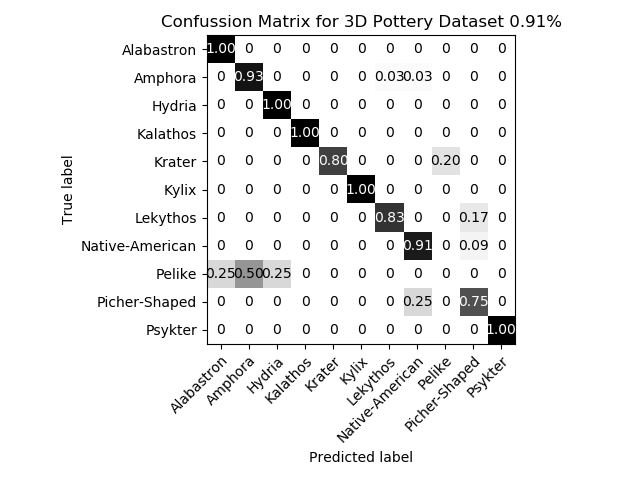 Confussion Matrix for 3D Pottery Dataset 0.91%
Alabastron 1.00 0 0 0 0 0 0 0 0 0 0
Amphora 0 0.93 0 0 0 0 0.03 0.03 0 0 0
Hydria 0 0 1.00 0 0 0 0 0 0 0 0
Kalathos 0 0 0 1.00 0 0 0 0 0 0 0
Krater 0 0 0 0 0.80 0 0 0 0.20 0 0
Kylix 0 0 0 0 0 1.00 0 0 0 0 0
Lekythos 0 0 0 0 0 0 0.83 0 0 0.17 0
Native-American 0 0 0 0 0 0 0 0.91 0 0.09 0
Pelike 0.25 0.50 0.25 0 0 0 0 0 0 0 0
Picher-Shaped 0 0 0 0 0 0 0 0.25 0 0.75 0
Psykter 0 0 0 0 0 0 0 0 0 0 1.00
True label
Alabastron Amphora Hydria Kalathos Krater Kylix Lekythos Native-American Pelike Picher-Shaped Psykter
Predicted label